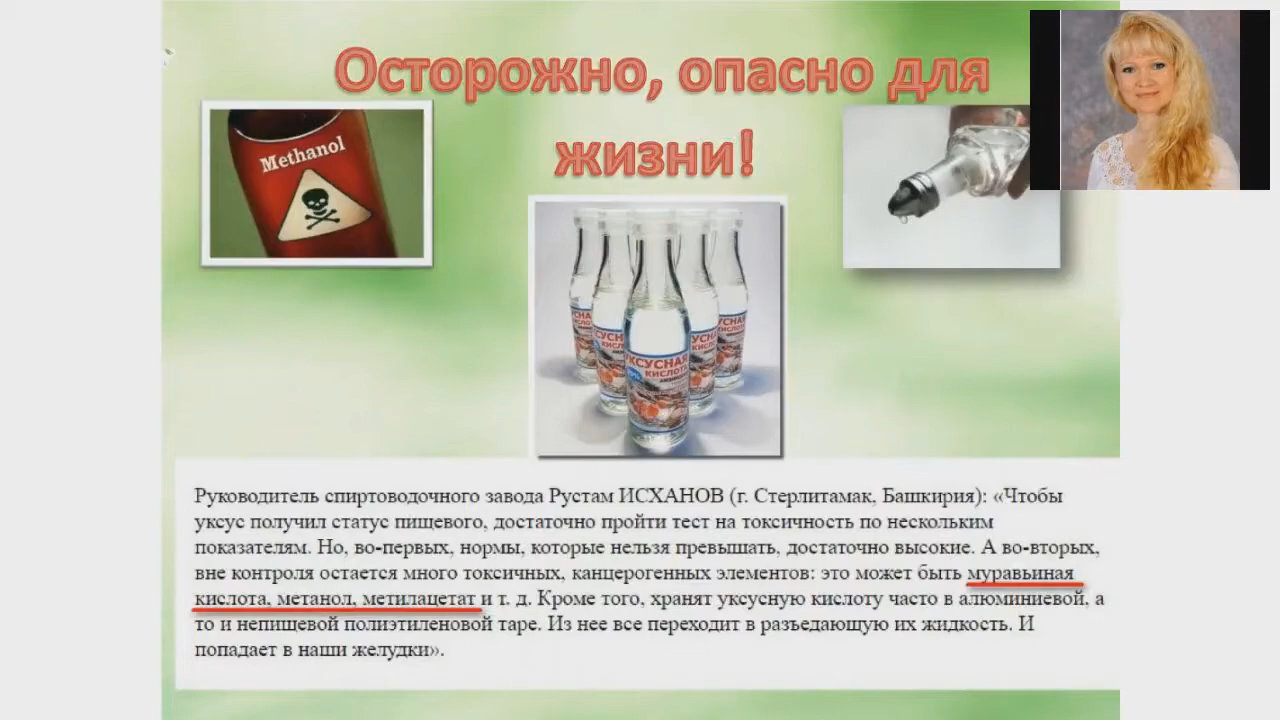 Осторожно, опасно для
жизни!
Methanol
УКСУСНАЯ
КИСЛОТА
Руководитель спиртоводочного завода Рустам ИСХАНОВ (г. Стерлитамак, Башкирия): «Чтобы
уксус получил статус пищевого, достаточно пройти тест на токсичность по нескольким
показателям. Но, во-первых, нормы, которые нельзя превышать, достаточно высокие. А во-вторых,
вне контроля остается много токсичных, канцерогенных элементов: это может быть муравьиная
кислота, метанол, метилацетат и т. д. Кроме того, хранят уксусную кислоту часто в алюминиевой, а
то и непищевой полиэтиленовой таре. Из нее все переходит в разъедающую их жидкость. И
попадает в наши желудки».